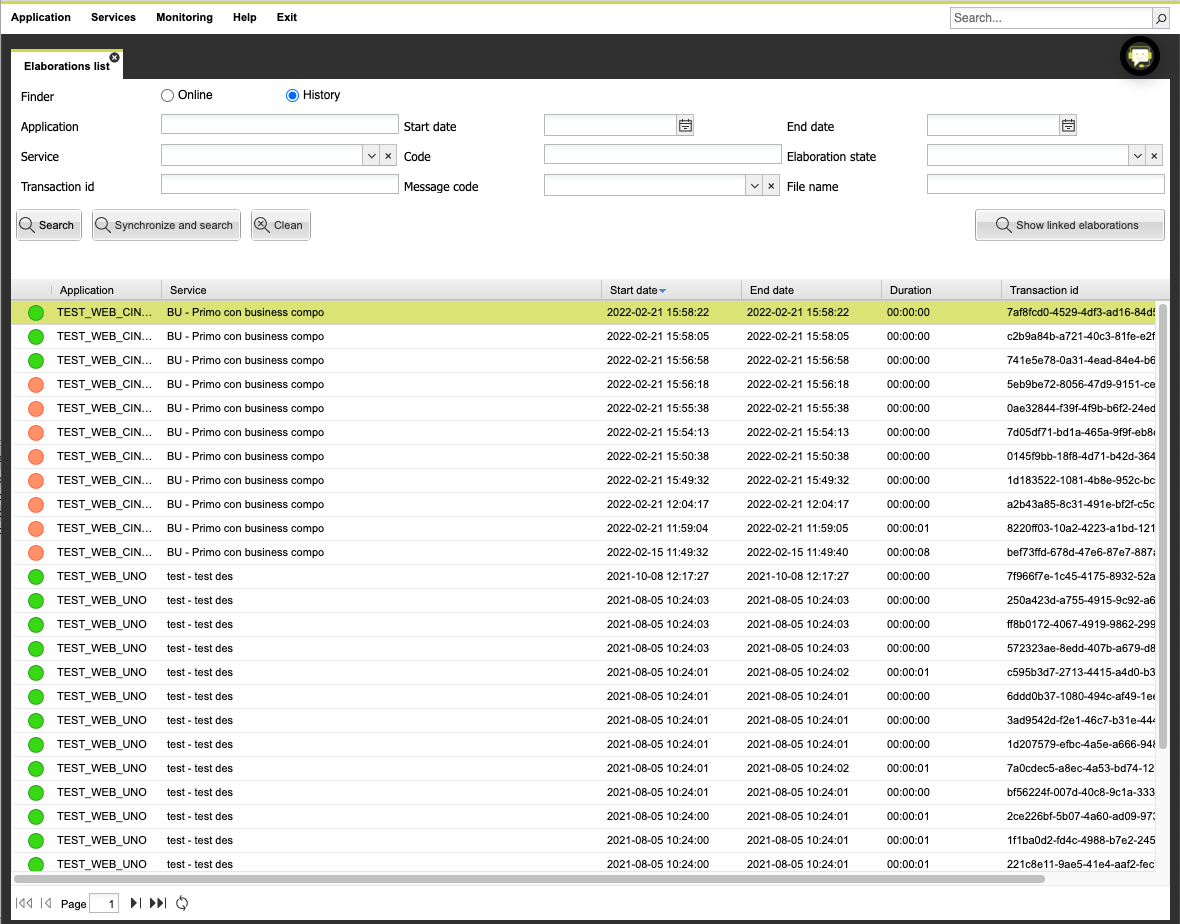 Application Services Monitoring Help Exit Search...
Elaborations list
Finder Online History
Application Start date End date
Service Code Elaboration state
Transaction id Message code File name
Search Synchronize and search Clean Show linked elaborations
Application Service Start date End date Duration Transaction id
TEST_WEB_CIN... BU - Primo con business compo 2022-02-21 15:58:22 2022-02-21 15:58:22 00:00:00 7af8fcd0-4529-4df3-ad16-84d5
TEST_WEB_CIN... BU - Primo con business compo 2022-02-21 15:58:05 2022-02-21 15:58:05 00:00:00 c2b9a84b-a721-40c3-81fe-e2f
TEST_WEB_CIN... BU - Primo con business compo 2022-02-21 15:56:58 2022-02-21 15:56:58 00:00:00 741e5e78-0a31-4ead-84e4-b6
TEST_WEB_CIN... BU - Primo con business compo 2022-02-21 15:56:18 2022-02-21 15:56:18 00:00:00 5eb9be72-8056-47d9-9151-ce
TEST_WEB_CIN... BU - Primo con business compo 2022-02-21 15:55:38 2022-02-21 15:55:38 00:00:00 0ae32844-f39f-4f9b-b6f2-24ed
TEST_WEB_CIN... BU - Primo con business compo 2022-02-21 15:54:13 2022-02-21 15:54:13 00:00:00 7d05df71-bd1a-465a-9f9f-eb8e
TEST_WEB_CIN... BU - Primo con business compo 2022-02-21 15:50:38 2022-02-21 15:50:38 00:00:00 0145f9bb-18f8-4d71-b42d-364
TEST_WEB_CIN... BU - Primo con business compo 2022-02-21 15:49:32 2022-02-21 15:49:32 00:00:00 1d183522-1081-4b8e-952c-bc
TEST_WEB_CIN... BU - Primo con business compo 2022-02-21 12:04:17 2022-02-21 12:04:17 00:00:00 a2b43a85-8c31-491e-bf2f-c5c
TEST_WEB_CIN... BU - Primo con business compo 2022-02-21 11:59:04 2022-02-21 11:59:05 00:00:01 8220ff03-10a2-4223-a1bd-121
TEST_WEB_CIN... BU - Primo con business compo 2022-02-15 11:49:32 2022-02-15 11:49:40 00:00:08 bef73ffd-678d-47e6-87e7-887a
TEST_WEB_UNO test - test des 2021-10-08 12:17:27 2021-10-08 12:17:27 00:00:00 7f966f7e-1c45-4175-8932-52a
TEST_WEB_UNO test - test des 2021-08-05 10:24:03 2021-08-05 10:24:03 00:00:00 250a423d-a755-4915-9c92-a6
TEST_WEB_UNO test - test des 2021-08-05 10:24:03 2021-08-05 10:24:03 00:00:00 ff8b0172-4067-4919-9862-299
TEST_WEB_UNO test - test des 2021-08-05 10:24:03 2021-08-05 10:24:03 00:00:00 572323ae-8edd-407b-a679-d8
TEST_WEB_UNO test - test des 2021-08-05 10:24:01 2021-08-05 10:24:02 00:00:01 c595b3d7-2713-4415-a4d0-b3
TEST_WEB_UNO test - test des 2021-08-05 10:24:01 2021-08-05 10:24:01 00:00:00 6ddd0b37-1080-494c-af49-1ee
TEST_WEB_UNO test - test des 2021-08-05 10:24:01 2021-08-05 10:24:01 00:00:00 3ad9542d-f2e1-46c7-b31e-444
TEST_WEB_UNO test - test des 2021-08-05 10:24:01 2021-08-05 10:24:01 00:00:00 1d207579-efbc-4a5e-a666-948
TEST_WEB_UNO test - test des 2021-08-05 10:24:01 2021-08-05 10:24:02 00:00:01 7a0cdec5-a8ec-4a53-bd74-12
TEST_WEB_UNO test - test des 2021-08-05 10:24:01 2021-08-05 10:24:01 00:00:00 bf56224f-007d-40c8-9c1a-333
TEST_WEB_UNO test - test des 2021-08-05 10:24:00 2021-08-05 10:24:01 00:00:01 2ce226bf-5b07-4a60-ad09-973
TEST_WEB_UNO test - test des 2021-08-05 10:24:00 2021-08-05 10:24:01 00:00:01 1f1ba0d2-fd4c-4988-b7e2-245
TEST_WEB_UNO test - test des 2021-08-05 10:24:00 2021-08-05 10:24:01 00:00:01 221c8e11-9ae5-41e4-aaf2-fec
Page 1